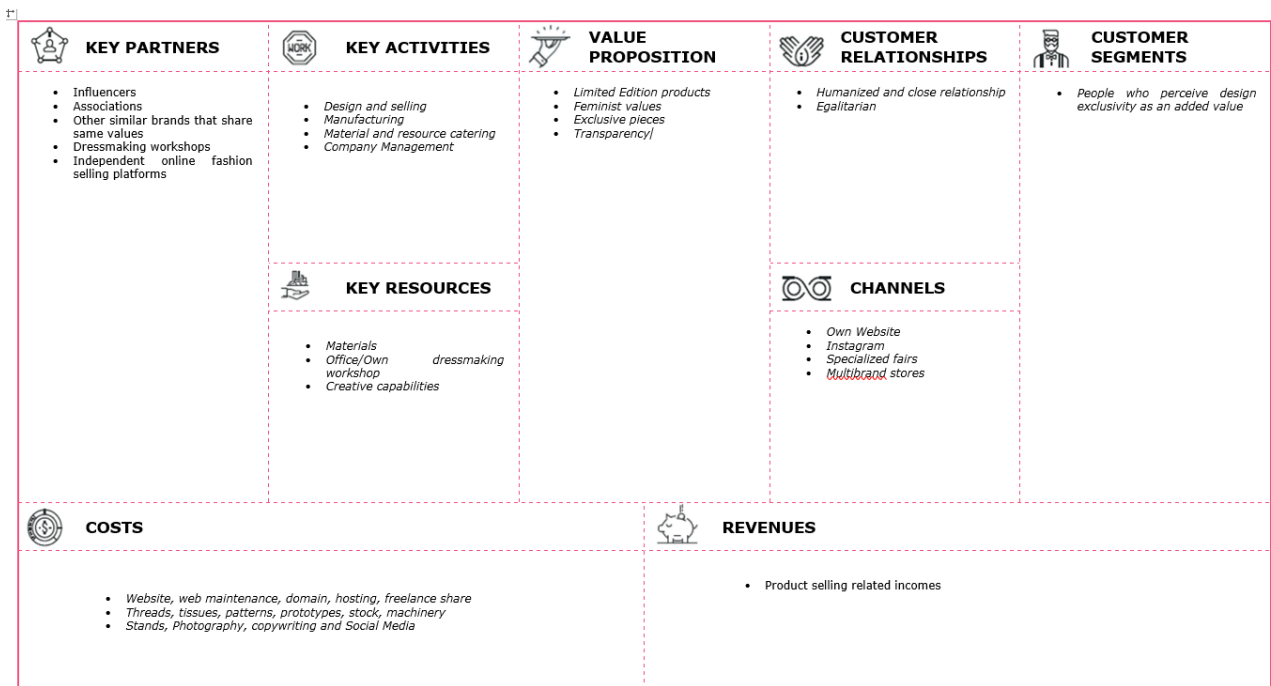 KEY PARTNERS
Influencers
Associations
Other similar brands that share
same values
Dressmaking workshops
Independent online fashion
selling platforms
WORK
KEY ACTIVITIES
Design and selling
Manufacturing
Material and resource catering
Company Management
KEY RESOURCES
Materials
Office/Own dressmaking
workshop
Creative capabilities
VALUE
PROPOSITION
Limited Edition products
Feminist values
Exclusive pieces
Transparency
CUSTOMER
RELATIONSHIPS
Humanized and close relationship
Egalitarian
CHANNELS
Own Website
Instagram
Specialized fairs
Multibrand stores
CUSTOMER
SEGMENTS
People who perceive design
exclusivity as an added value
COSTS
Website, web maintenance, domain, hosting, freelance share
Threads, tissues, patterns, prototypes, stock, machinery
Stands, Photography, copywriting and Social Media
REVENUES
Product selling related incomes